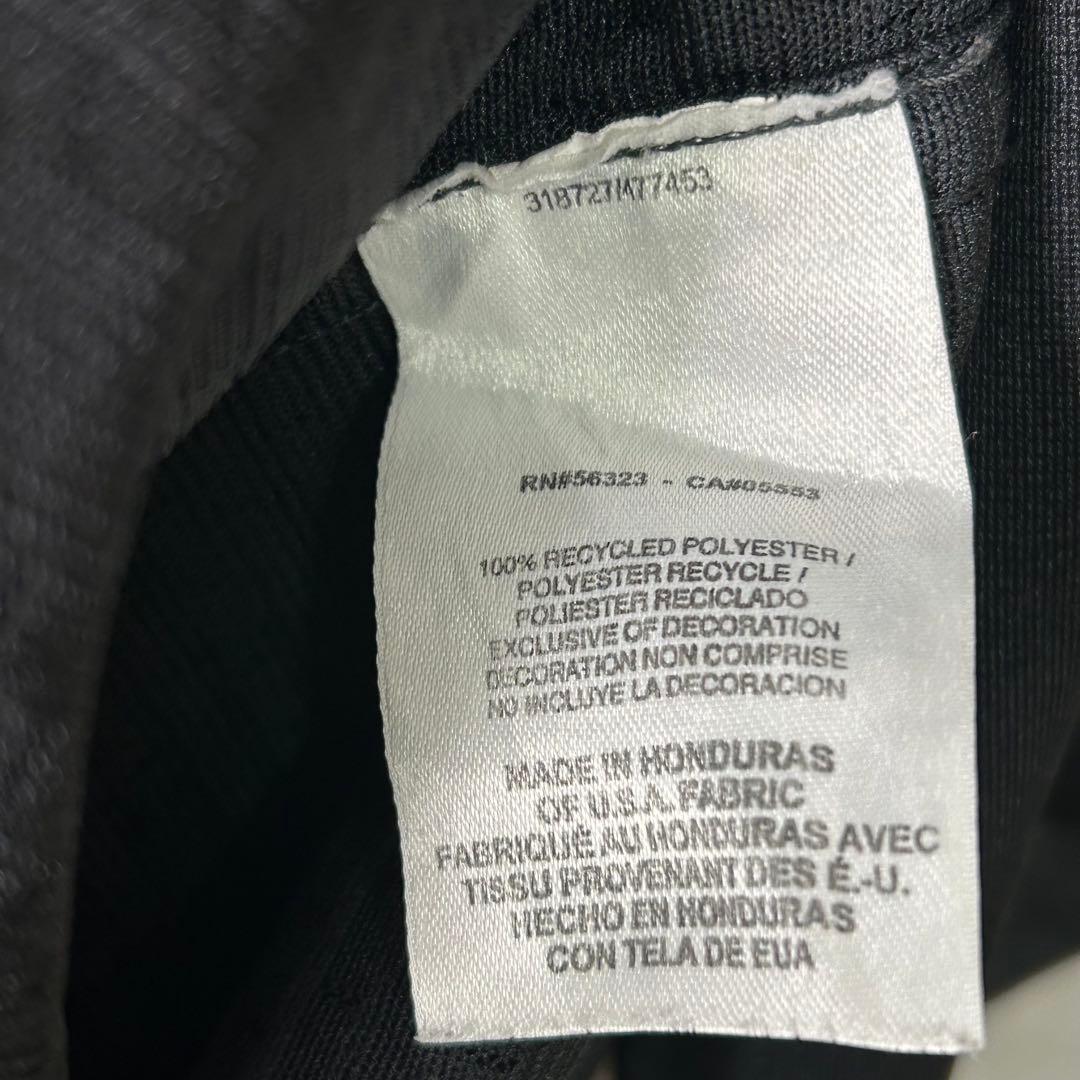 318727M77453
RN#56323 - CA#05553
100% RECYCLED POLYESTER /
POLYESTER RECYCLE /
POLIESTER RECICLADO
EXCLUSIVE OF DECORATION
DECORATION NON COMPRISE
NO INCLUYE LA DECORACION
MADE IN HONDURAS
OF U.S.A. FABRIC
FABRIQUÉ AU HONDURAS AVEC
TISSU PROVENANT DES É.-U.
HECHO EN HONDURAS
CON TELA DE EUA